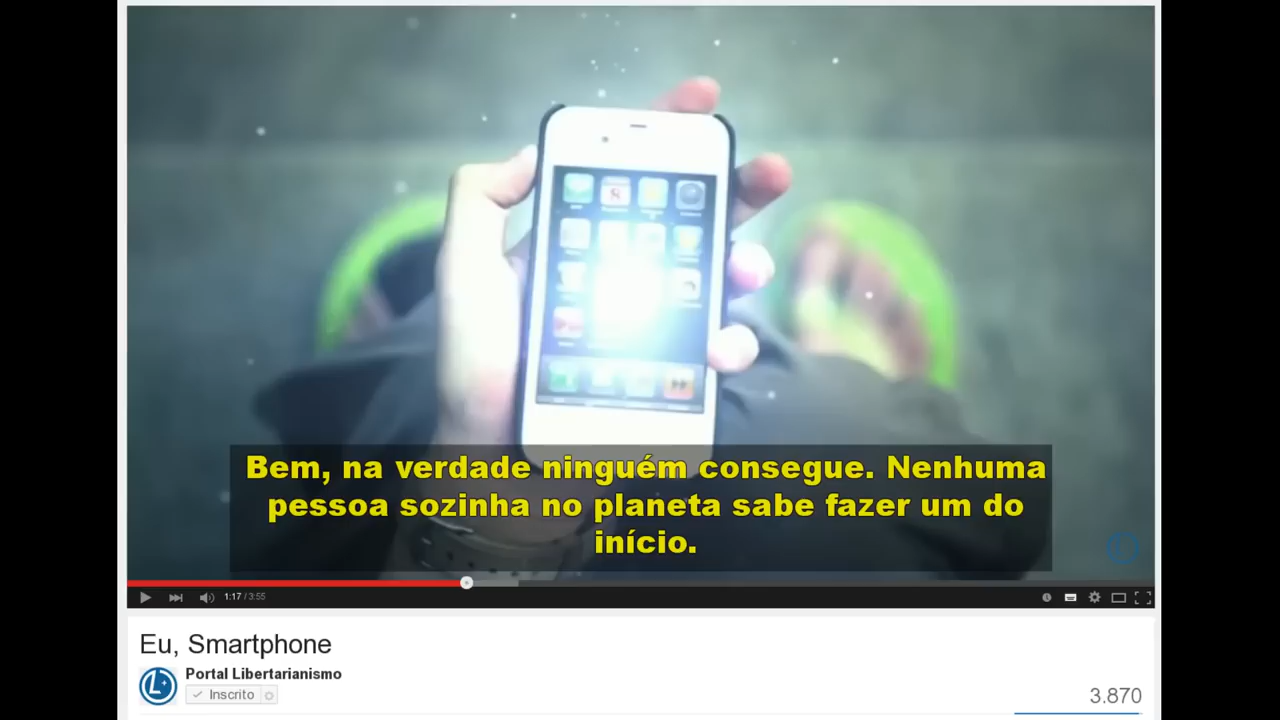 Bem, na verdade ninguém consegue. Nenhuma
pessoa sozinha no planeta sabe fazer um do
início.
1:17 / 3:55
Eu, Smartphone
Portal Libertarianismo
Inscrito
3.870